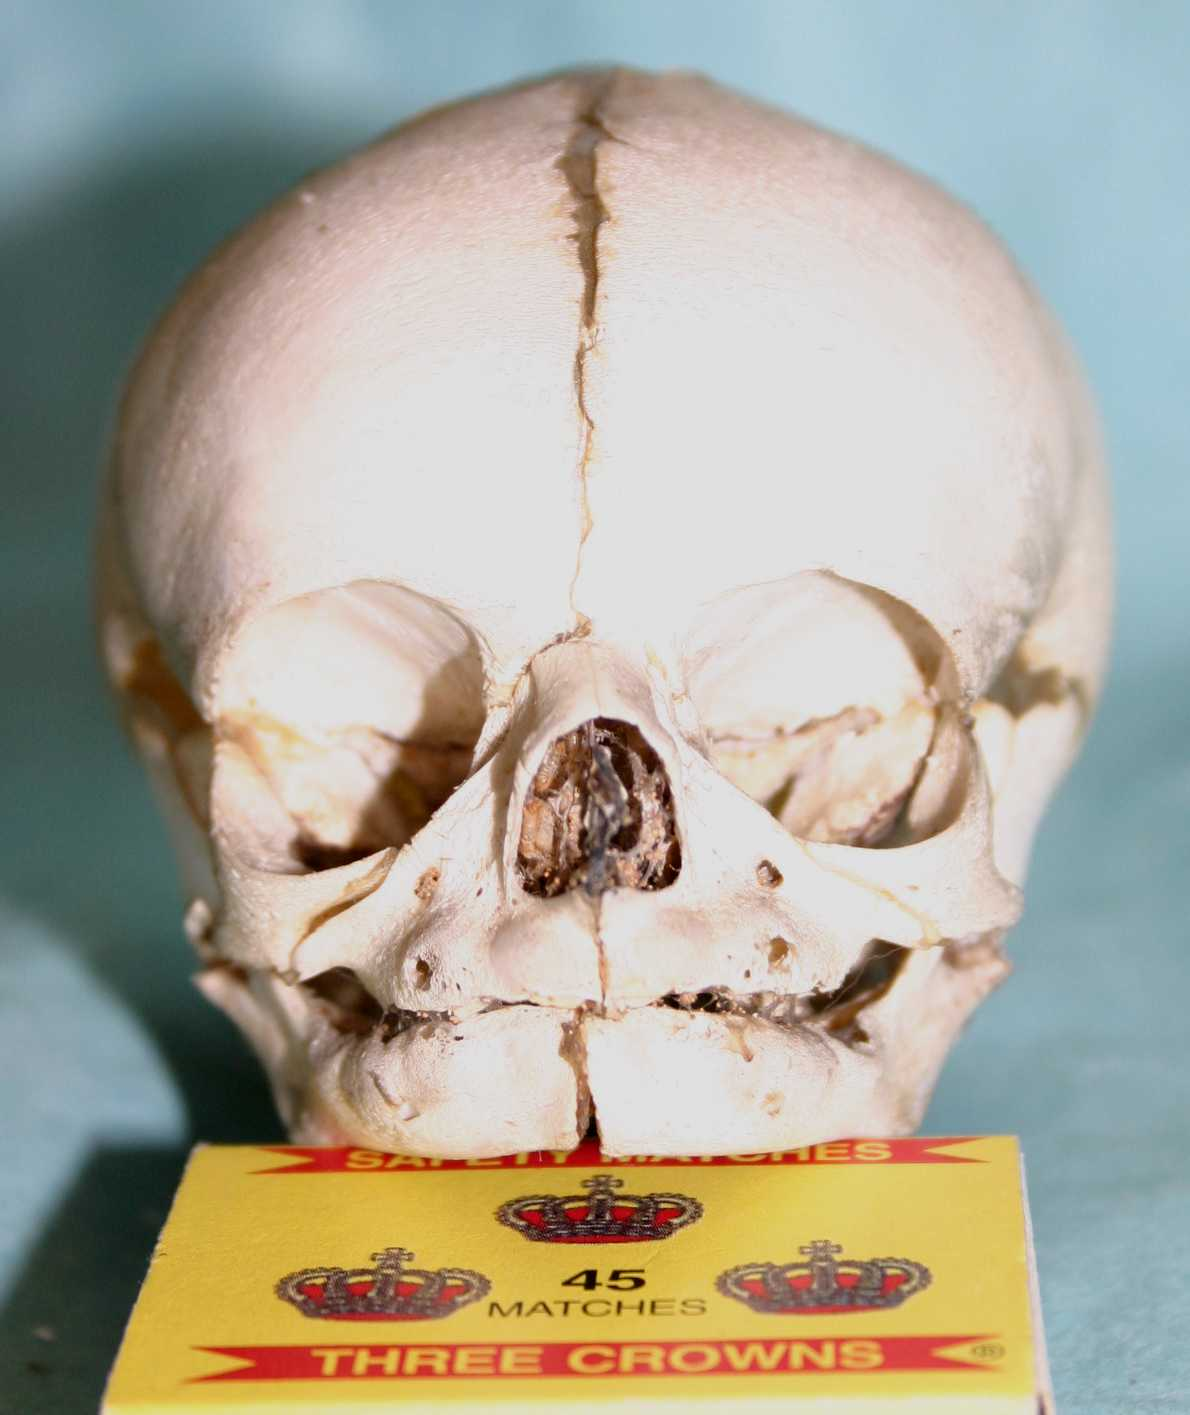 SAFETY MATCHES
45
MATCHES
THREE CROWNS
®